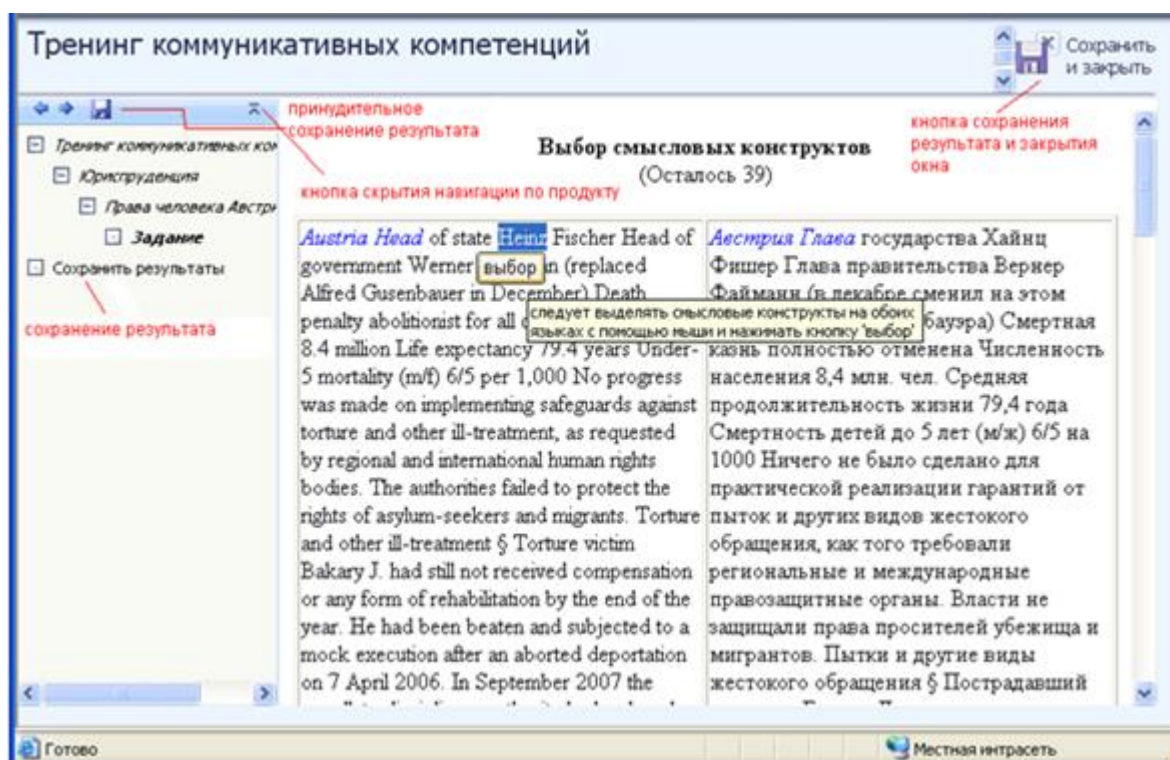 Тренинг коммуникативных компетенций
Сохранить
и закрыть
принудительное
сохранение результата
кнопка сохранения
результата и закрытия
окна
кнопка скрытия навигации по продукту
Тренинг коммуникативных ком
Юриспруденция
Права человека Австри
Задание
Сохранить результаты
сохранение результата
Выбор смысловых конструктов
(Осталось 39)
Austria Head of state Heinz Fischer Head of
government Werner in (replaced
Alfred Gusenbauer in December) Death
penalty abolitionist for all
8.4 million Life expectancy 79.4 years Under-
5 mortality (m/f) 6/5 per 1,000 No progress
was made on implementing safeguards against
torture and other ill-treatment, as requested
by regional and international human rights
bodies. The authorities failed to protect the
rights of asylum-seekers and migrants. Torture
and other ill-treatment § Torture victim
Bakary J. had still not received compensation
or any form of rehabilitation by the end of the
year. He had been beaten and subjected to a
mock execution after an aborted deportation
on 7 April 2006. In September 2007 the
выбор
следует выделять смысловые конструкты на обоих
языках с помощью мыши и нажимать кнопку 'выбор'
Австрия Глава государства Хайнц
Фишер Глава правительства Вернер
Файманн (в декабре сменил на этом
бауэра) Смертная
казнь полностью отменена Численность
населения 8,4 млн. чел. Средняя
продолжительность жизни 79,4 года
Смертность детей до 5 лет (м/ж) 6/5 на
1000 Ничего не было сделано для
практической реализации гарантий от
пыток и других видов жестокого
обращения, как того требовали
региональные и международные
правозащитные органы. Власти не
защищали права просителей убежища и
мигрантов. Пытки и другие виды
жестокого обращения § Пострадавший
Готово
Местная интрасеть